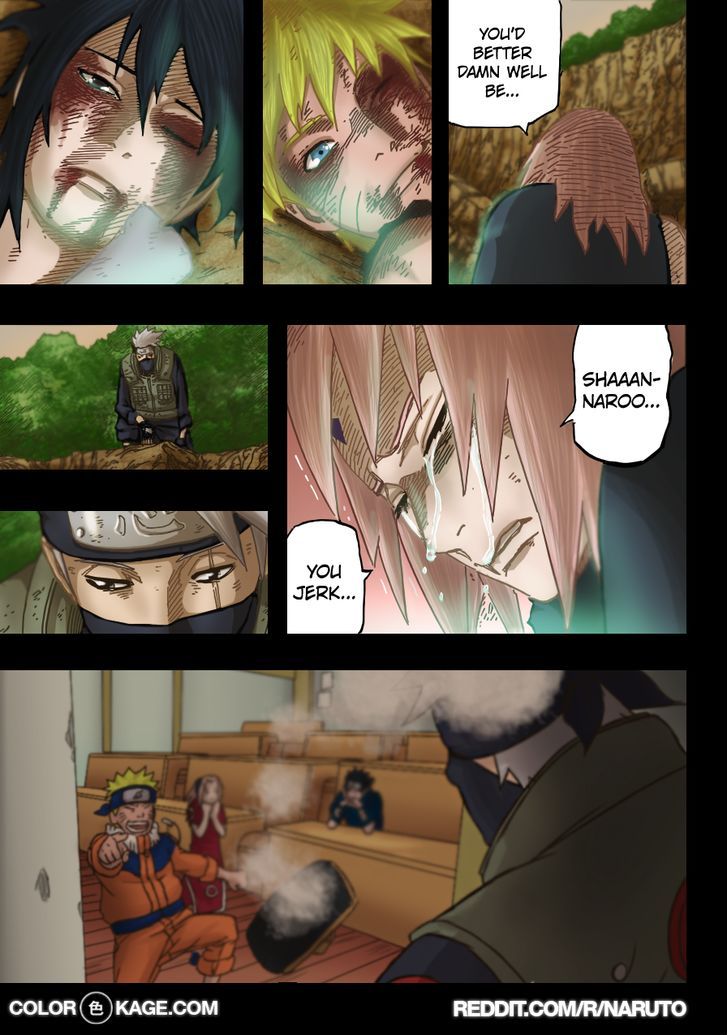 YOU'D
BETTER
DAMN WELL
BE...
SHAAAN-
NAROO...
YOU
JERK...
COLOR 色 KAGE.COM
REDDIT.COM/R/NARUTO